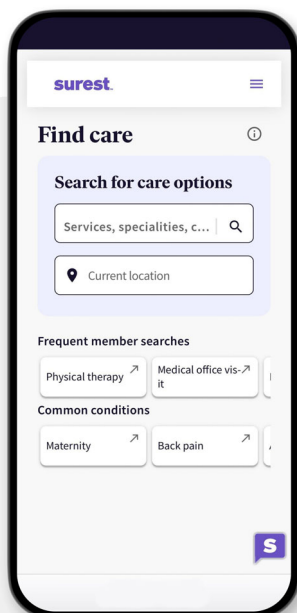 surest.
Find care
Search for care options
Services, specialities, c...
Current location
Frequent member searches
Physical therapy
Medical office vis-
it
Common conditions
Maternity
Back pain
S